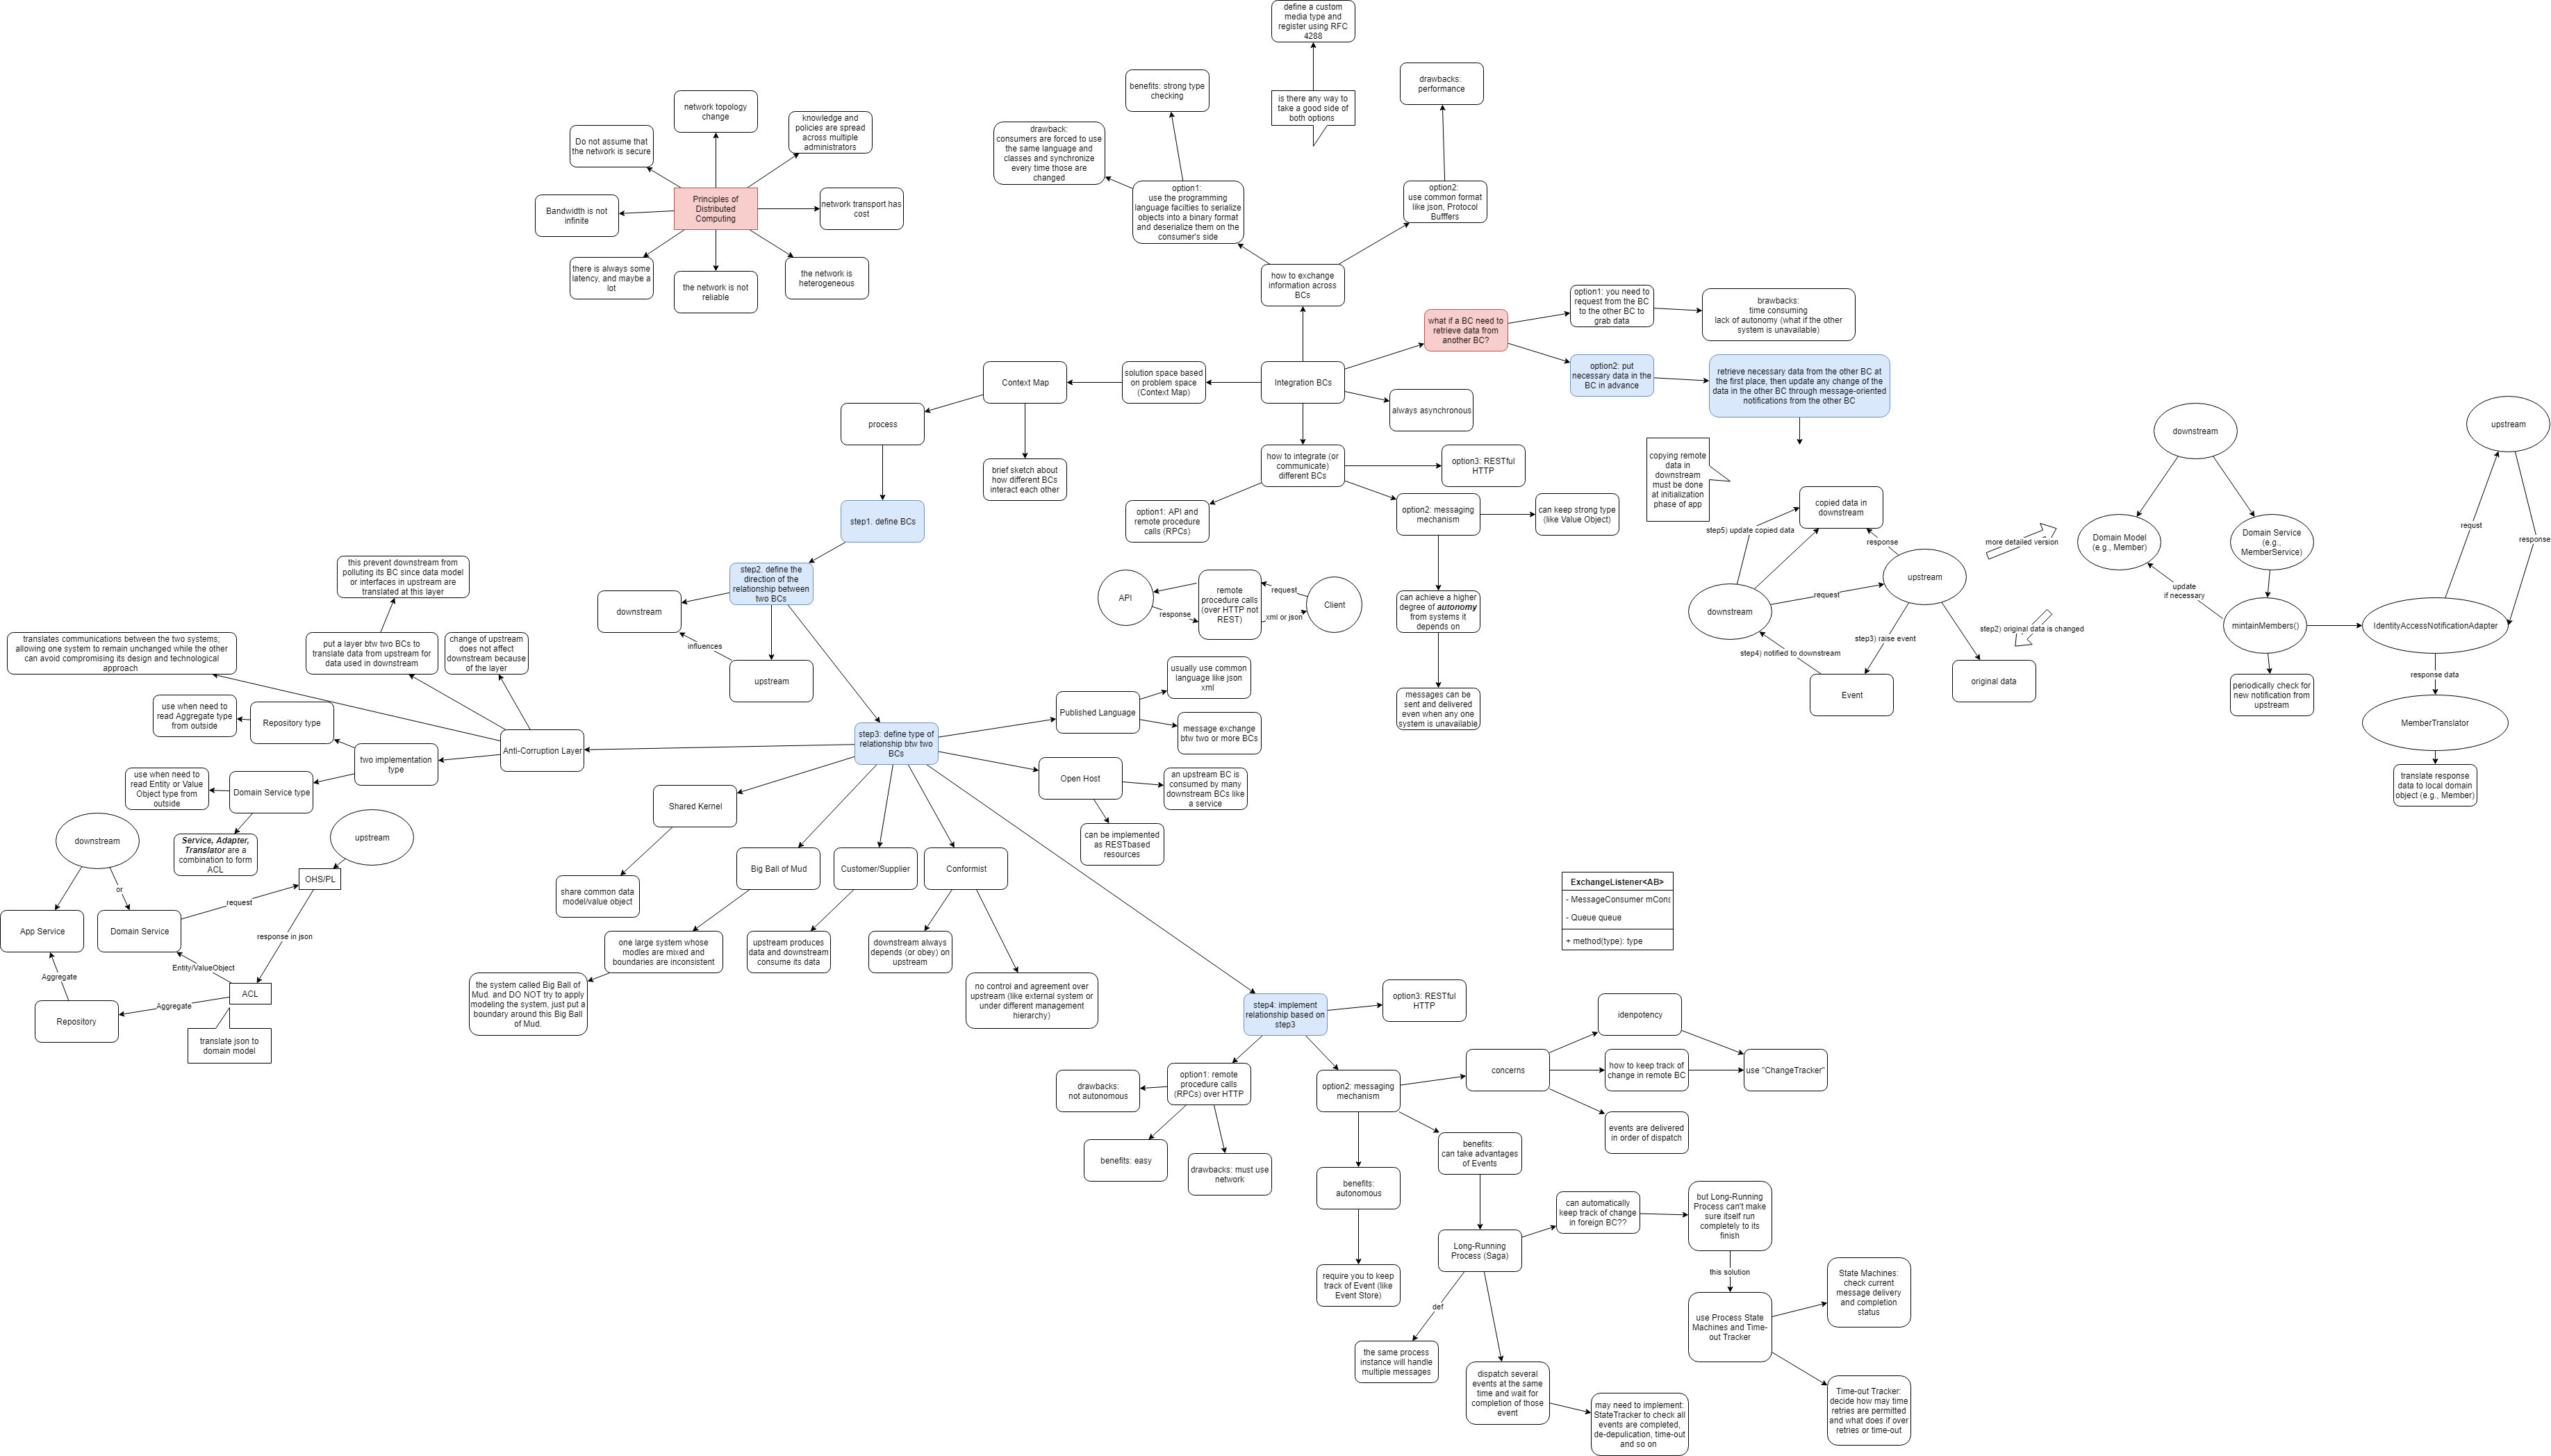 define a custom
media type and
register using RFC
4288
is there any way to
take a good side of
both options
benefits: strong type
checking
drawbacks:
performance
drawback:
consumers are forced to use
the same language and
classes and synchronize
every time those are
changed
option1:
use the programming
language facilties to serialize
objects into a binary format
and deserialize them on the
consumer's side
option2:
use common format
like json, Protocol
Bufffers
how to exchange
information across
BCs
network topology
change
knowledge and
policies are spread
across multiple
administrators
Do not assume that
the network is secure
Principles of
Distributed
Computing
network transport has
cost
Bandwidth is not
infinite
there is always some
latency, and maybe a
lot
the network is not
reliable
the network is
heterogeneous
what if a BC need to
retrieve data from
another BC?
option1: you need to
request from the BC
to the other BC to
grab data
brawbacks:
time consuming
lack of autonomy (what if the other
system is unavailable)
option2: put
necessary data in the
BC in advance
retrieve necessary data from the other BC at
the first place, then update any change of the
data in the other BC through message-oriented
notifications from the other BC
Context Map
solution space based
on problem space
(Context Map)
Integration BCs
always asynchronous
process
brief sketch about
how different BCs
interact each other
how to integrate (or
communicate)
different BCs
option3: RESTful
HTTP
option1: API and
remote procedure
calls (RPCs)
option2: messaging
mechanism
can keep strong type
(like Value Object)
can achieve a higher
degree of autonomy
from systems it
depends on
messages can be
sent and delivered
even when any one
system is unavailable
API
response
remote
procedure calls
(over HTTP not
REST)
request
xml or json
Client
copying remote
data in
downstream
must be done
at initialization
phase of app
copied data in
downstream
step5) update copied data
response
upstream
downstream
request
step3) raise event
step4) notified to downstream
Event
original data
step2) original data is changed
more detailed version
downstream
upstream
Domain Model
(e.g., Member)
Domain Service
(e.g.,
MemberService)
requst
response
update
if necessary
mintainMembers()
IdentityAccessNotificationAdapter
periodically check for
new notification from
upstream
response data
MemberTranslator
translate response
data to local domain
object (e.g., Member)
step1. define BCs
step2. define the
direction of the
relationship between
two BCs
downstream
influences
upstream
step3: define type of
relationship btw two
BCs
this prevent downstream from
polluting its BC since data model
or interfaces in upstream are
translated at this layer
translates communications between the two systems;
allowing one system to remain unchanged while the other
can avoid compromising its design and technological
approach
put a layer btw two BCs to
translate data from upstream for
data used in downstream
change of upstream
does not affect
downstream because
of the layer
use when need to
read Aggregate type
from outside
Repository type
Anti-Corruption Layer
two implementation
type
use when need to
read Entity or Value
Object type from
outside
Domain Service type
Service, Adapter,
Translator are a
combination to form
ACL
downstream
upstream
or
OHS/PL
request
App Service
Domain Service
response in json
Entity/ValueObject
Aggregate
ACL
Aggregate
Repository
translate json to
domain model
Published Language
usually use common
language like json
xml
message exchange
btw two or more BCs
Open Host
an upstream BC is
consumed by many
downstream BCs like
a service
can be implemented
as RESTbased
resources
Shared Kernel
share common data
model/value object
Big Ball of Mud
one large system whose
modles are mixed and
boundaries are inconsistent
the system called Big Ball of
Mud. and DO NOT try to apply
modeling the system, just put a
boundary around this Big Ball
of Mud.
Customer/Supplier
upstream produces
data and downstream
consume its data
Conformist
downstream always
depends (or obey) on
upstream
no control and agreement over
upstream (like external system or
under different management
hierarchy)
ExchangeListener<AB>
- MessageConsumer mCons
- Queue queue
+ method(type): type
step4: implement
relationship based on
step3
option3: RESTful
HTTP
option1: remote
procedure calls
(RPCs) over HTTP
drawbacks:
not autonomous
benefits: easy
drawbacks: must use
network
option2: messaging
mechanism
concerns
idenpotency
how to keep track of
change in remote BC
use "ChangeTracker"
events are delivered
in order of dispatch
benefits:
can take advantages
of Events
benefits:
autonomous
require you to keep
track of Event (like
Event Store)
Long-Running
Process (Saga)
can automatically
keep track of change
in foreign BC??
but Long-Running
Process can't make
sure itself run
completely to its
finish
this solution
use Process State
Machines and Time-
out Tracker
State Machines:
check current
message delivery
and completion
status
Time-out Tracker:
decide how may time
retries are permitted
and what does if over
retries or time-out
def
the same process
instance will handle
multiple messages
dispatch several
events at the same
time and wait for
completion of those
event
may need to implement:
StateTracker to check all
events are completed,
de-depulication, time-out
and so on